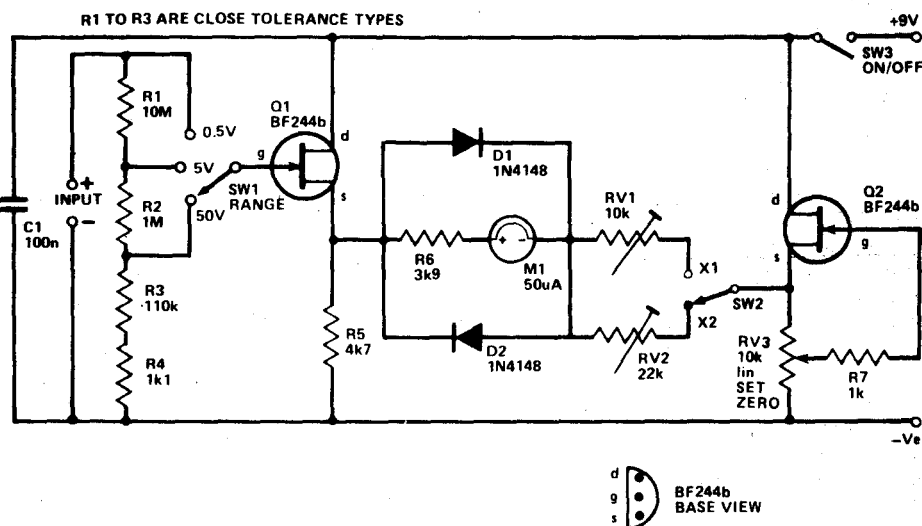 R1 TO R3 ARE CLOSE TOLERANCE TYPES
+9V
SW3
ON/OFF
R1
10M
Q1
BF244b
d
0.5V
g
5V
s
SW1
RANGE
50V
+
INPUT
-
R2
1M
C1
100n
R3
110k
R4
1k1
D1
1N4148
R6
3k9
+ -
M1
50uA
RV1
10k
X1
SW2
X2
R5
4k7
D2
1N4148
RV2
22k
d
Q2
BF244b
g
s
RV3
10k
lin
SET
ZERO
R7
1k
-Ve
d
g
s
BF244b
BASE VIEW